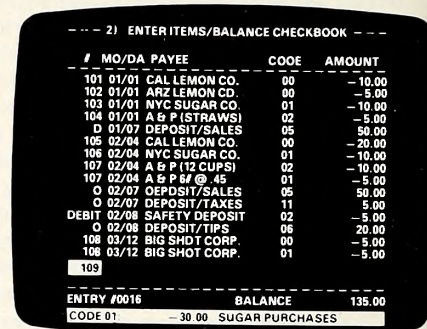 - -- - 2) ENTER ITEMS/BALANCE CHECKBOOK - - -
# MO/DA PAYEE CODE AMOUNT
101 01/01 CAL LEMON CO. 00 -10.00
102 01/01 ARZ LEMON CD. 00 -5.00
103 01/01 NYC SUGAR CO. 01 -10.00
104 01/01 A & P (STRAWS) 02 -5.00
D 01/07 DEPOSIT/SALES 05 50.00
105 02/04 CAL LEMON CO. 00 -20.00
106 02/04 NYC SUGAR CO. 01 -10.00
107 02/04 A & P (12 CUPS) 02 -10.00
107 02/04 A & P 6# @ .45 01 -5.00
O 02/07 OEPDSIT/SALES 05 50.00
O 02/07 DEPOSIT/TAXES 11 5.00
DEBIT 02/08 SAFETY DEPOSIT 02 -5.00
O 02/08 DEPOSIT/TIPS 06 20.00
108 03/12 BIG SHDT CORP. 00 -5.00
108 03/12 BIG SHOT CORP. 01 -5.00
109
ENTRY #0016 BALANCE 135.00
CODE 01: -30.00 SUGAR PURCHASES